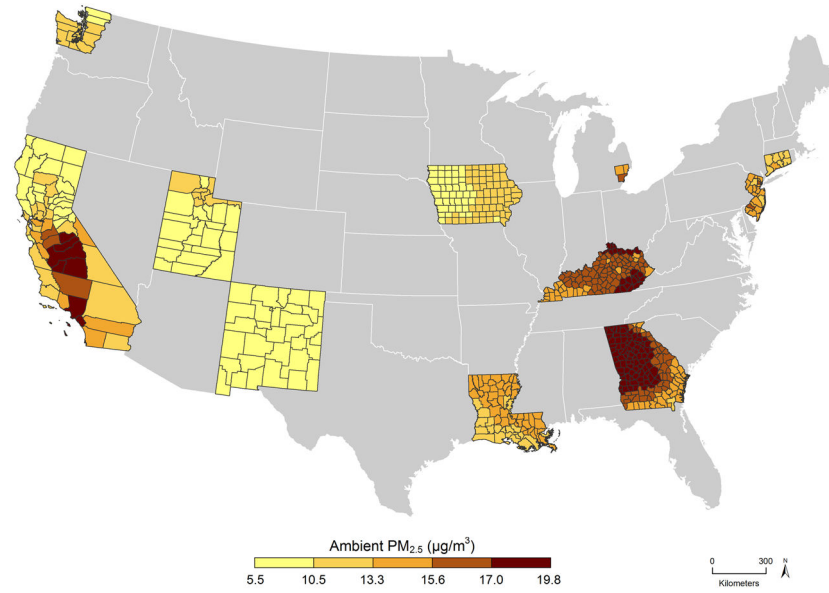 Ambient PM₂.₅ (µg/m³)
5.5 10.5 13.3 15.6 17.0 19.8
0 300
Kilometers
N